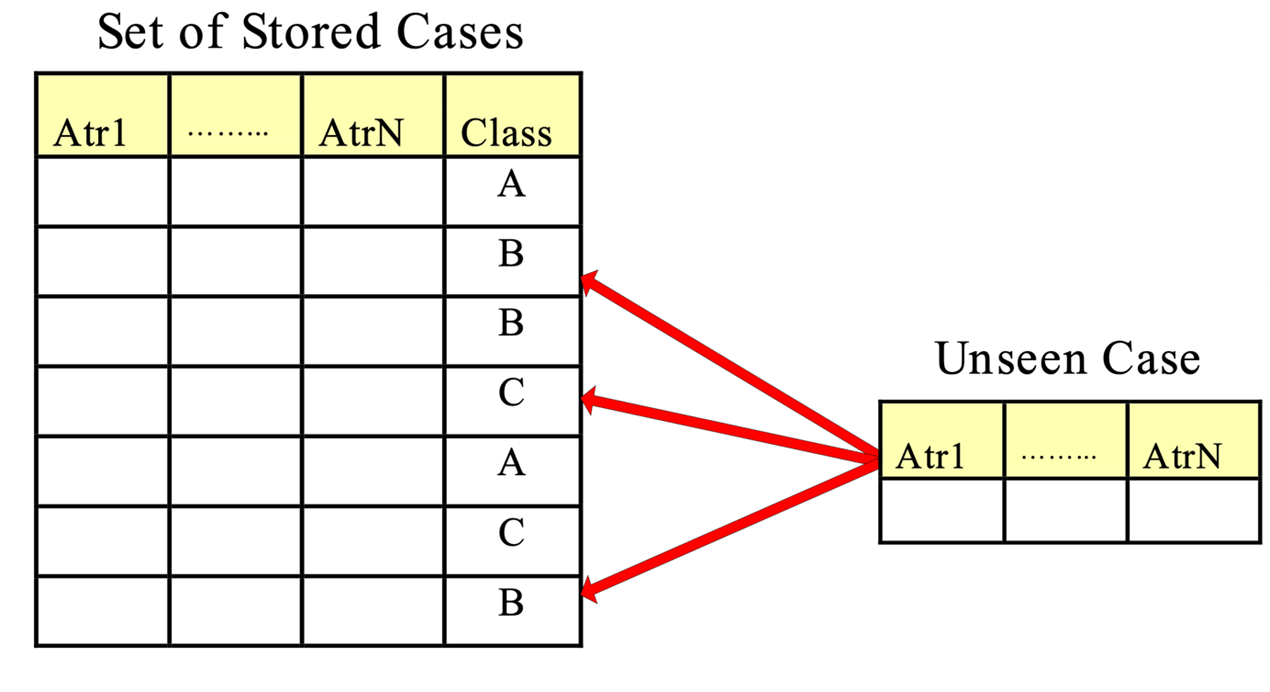 Set of Stored Cases
Atr1 ……... AtrN Class
A
B
B
C
A
C
B
Unseen Case
Atr1 ……... AtrN